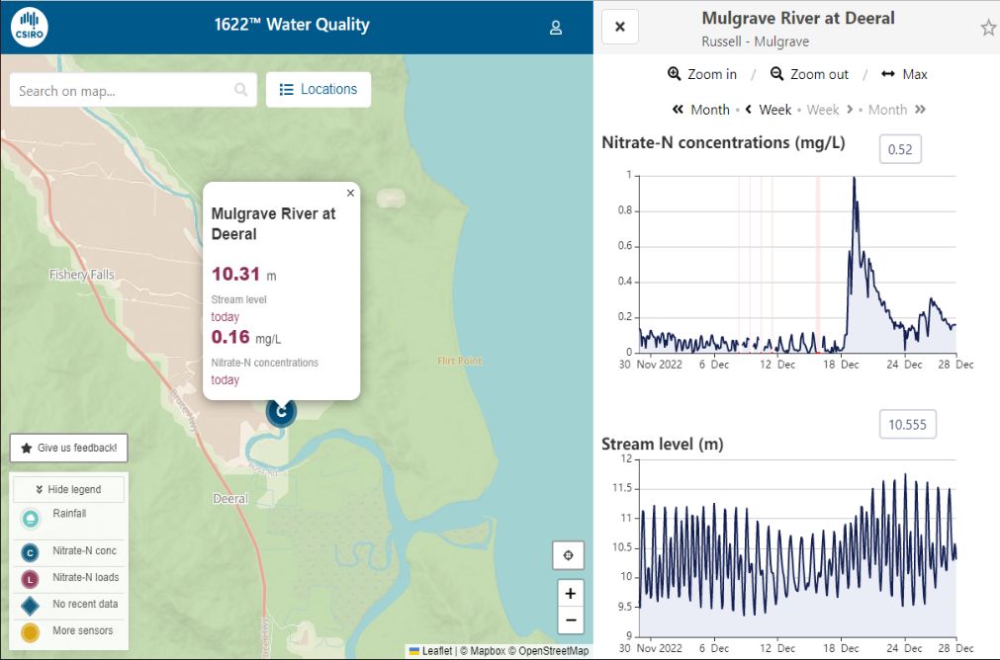 CSIRO
1622™ Water Quality
Search on map...
Locations
Mulgrave River at
Deeral
10.31 m
Stream level
today
0.16 mg/L
Nitrate-N concentrations
today
Fishery Falls
Flirt Point
Bruce Hwy
Deeral
Give us feedback!
Hide legend
Rainfall
C Nitrate-N conc
L Nitrate-N loads
No recent data
More sensors
C
+
−
Leaflet | © Mapbox © OpenStreetMap
Mulgrave River at Deeral
Russell - Mulgrave
Zoom in / Zoom out / Max
Month • Week • Week • Month
Nitrate-N concentrations (mg/L)
0.52
1
0.8
0.6
0.4
0.2
0
30 Nov 2022 6 Dec 12 Dec 18 Dec 24 Dec 28 Dec
10.555
Stream level (m)
12
11.5
11
10.5
10
9.5
9
30 Nov 2022 6 Dec 12 Dec 18 Dec 24 Dec 28 Dec